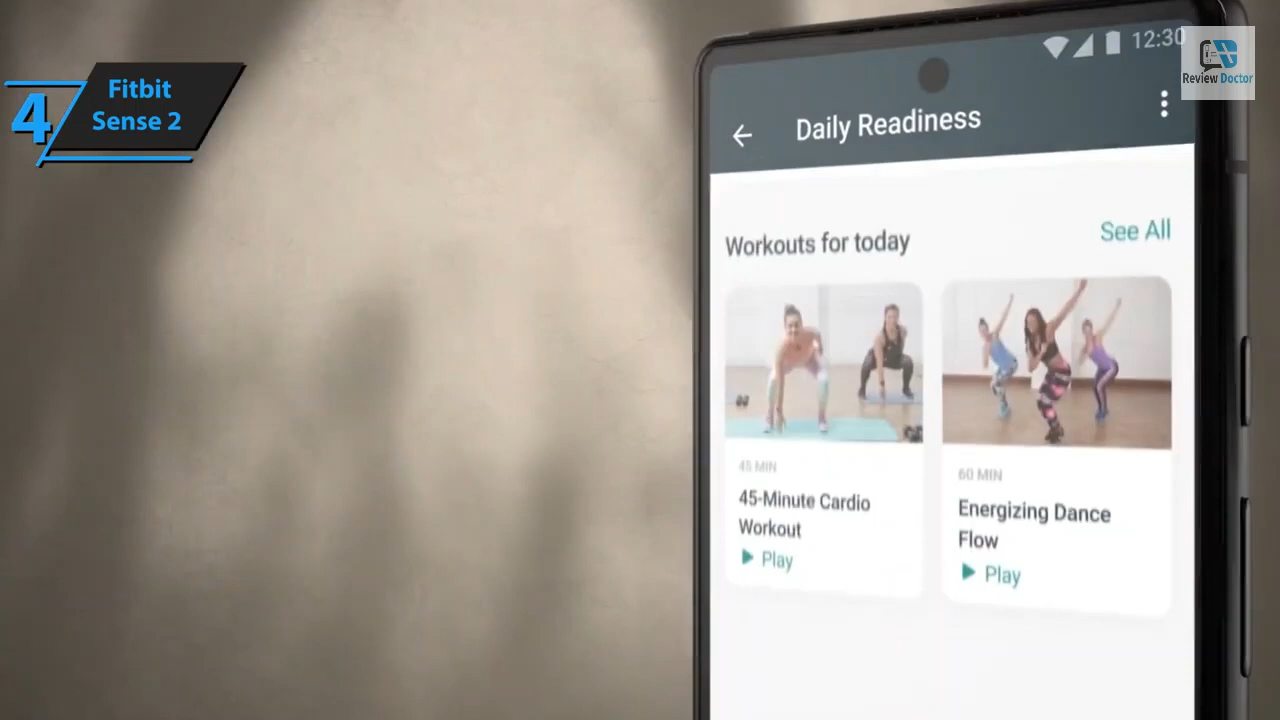 4
Fitbit
Sense 2
12:30
Review Doctor
Daily Readiness
Workouts for today
See All
45 MIN
45-Minute Cardio
Workout
Play
60 MIN
Energizing Dance
Flow
Play